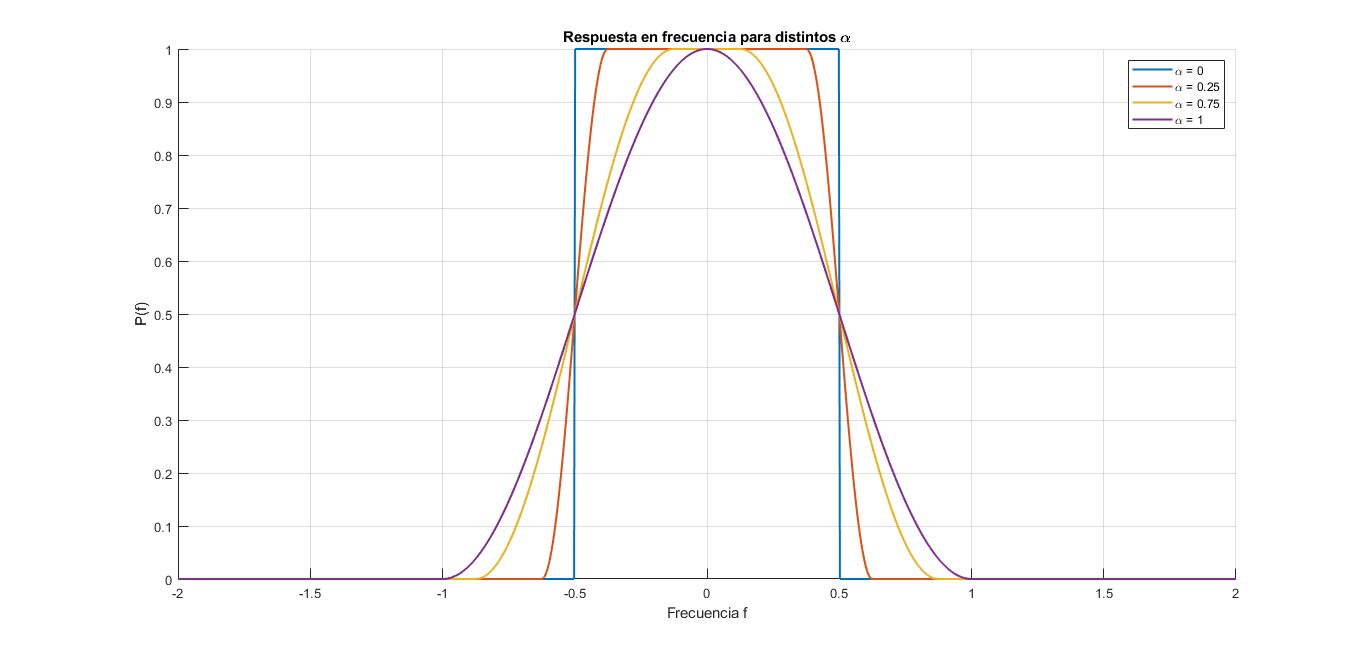 Respuesta en frecuencia para distintos α
α = 0
α = 0.25
α = 0.75
α = 1
P(f)
1
0.9
0.8
0.7
0.6
0.5
0.4
0.3
0.2
0.1
0
-2 -1.5 -1 -0.5 0 0.5 1 1.5 2
Frecuencia f